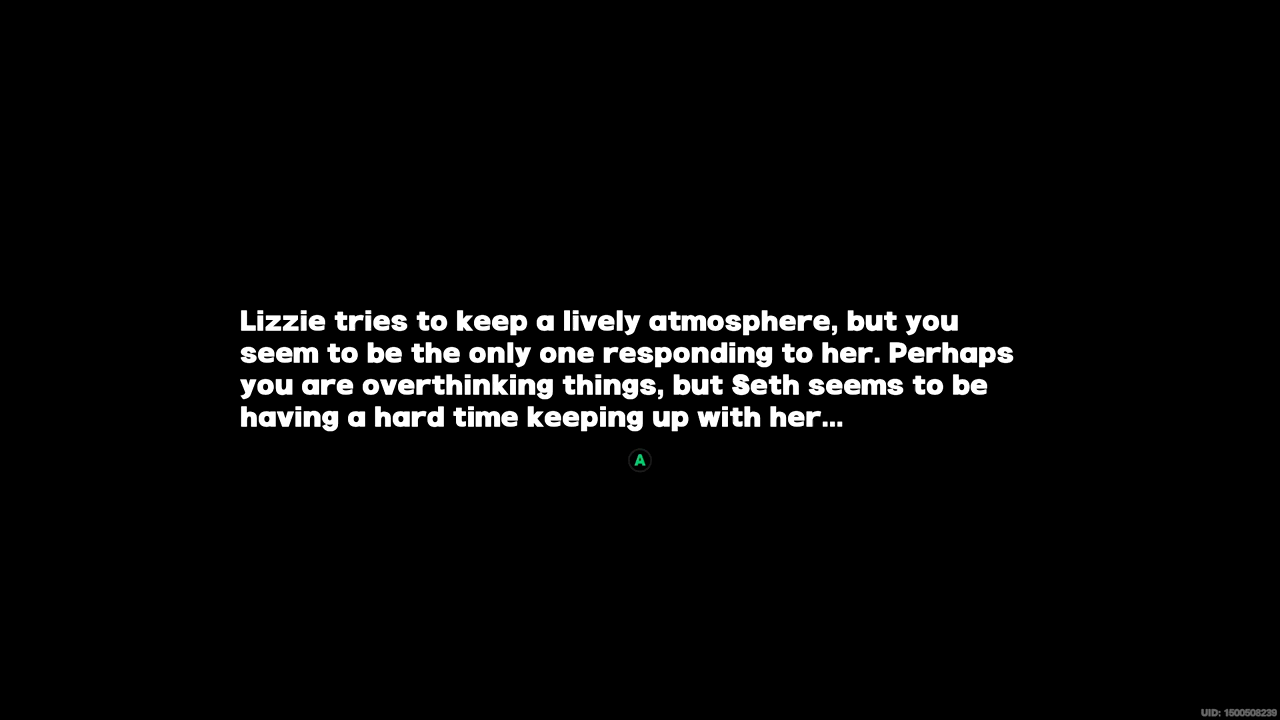 Lizzie tries to keep a lively atmosphere, but you
seem to be the only one responding to her. Perhaps
you are overthinking things, but Seth seems to be
having a hard time keeping up with her...
A
UID: 1500508239